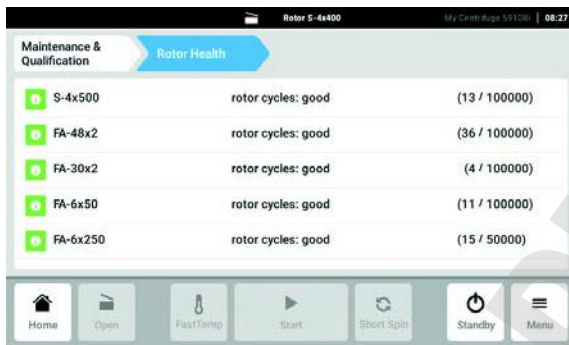 Rotor S-4x400
My Centrifuge 5910Ri | 08:27
Maintenance &
Qualification
Rotor Health
S-4x500 rotor cycles: good (13 / 100000)
FA-48x2 rotor cycles: good (36 / 100000)
FA-30x2 rotor cycles: good (4 / 100000)
FA-6x50 rotor cycles: good (11 / 100000)
FA-6x250 rotor cycles: good (15 / 50000)
Home Open FastTemp Start Short Spin Standby Menu